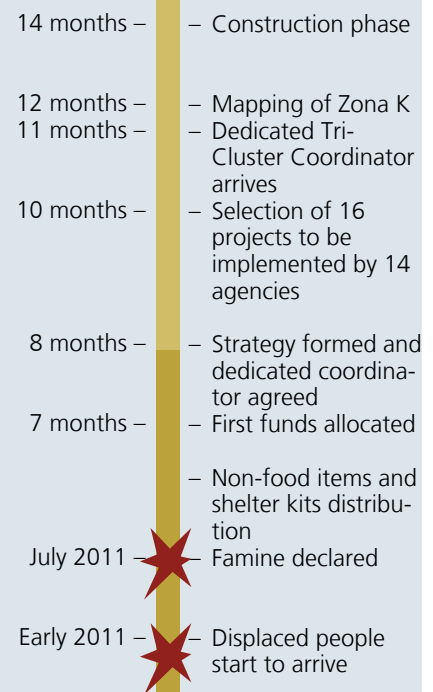 14 months – – Construction phase
12 months – – Mapping of Zona K
11 months – – Dedicated Tri-
Cluster Coordinator
arrives
10 months – – Selection of 16
projects to be
implemented by 14
agencies
8 months – – Strategy formed and
dedicated coordina-
tor agreed
7 months – – First funds allocated
– Non-food items and
shelter kits distribu-
tion
July 2011 – – Famine declared
Early 2011 – – Displaced people
start to arrive